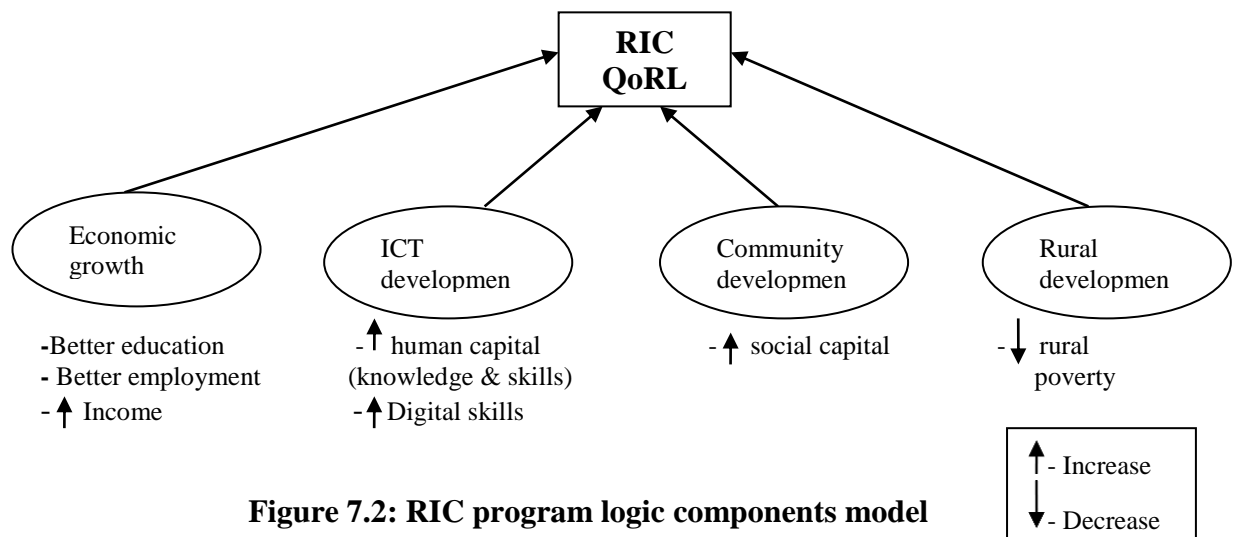 RIC
QoRL
Economic
growth
ICT
developmen
Community
developmen
Rural
developmen
-Better education
- Better employment
- ↑ Income
- ↑ human capital
(knowledge & skills)
-↑ Digital skills
- ↑ social capital
- ↓ rural
poverty
↑ - Increase
↓ - Decrease
Figure 7.2: RIC program logic components model